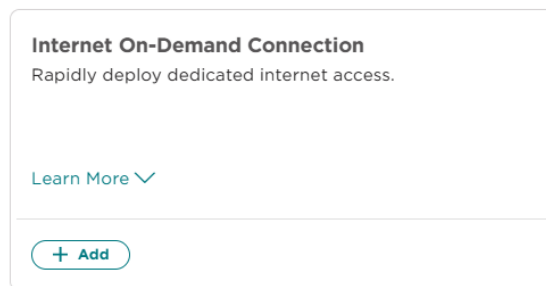 Internet On-Demand Connection
Rapidly deploy dedicated internet access.
Learn More
+ Add